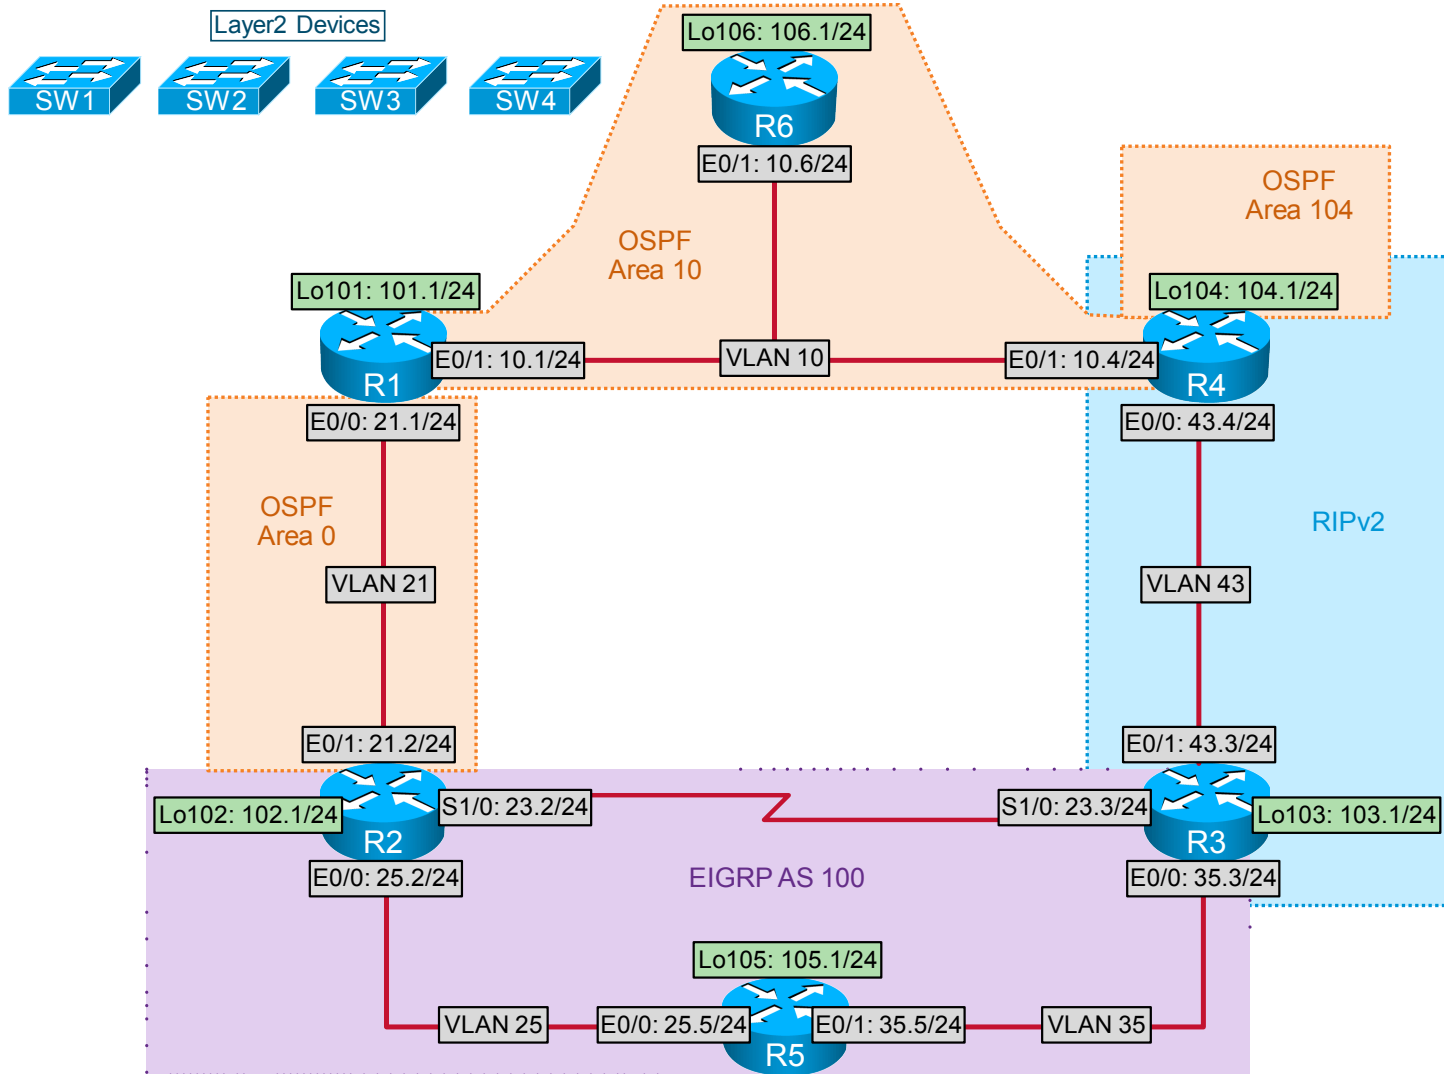 Layer2 Devices
SW1
SW2
SW3
SW4
Lo106: 106.1/24
R6
E0/1: 10.6/24
OSPF
Area 104
OSPF
Area 10
Lo101: 101.1/24
Lo104: 104.1/24
E0/1: 10.1/24
VLAN 10
E0/1: 10.4/24
R1
R4
E0/0: 21.1/24
E0/0: 43.4/24
OSPF
Area 0
RIPv2
VLAN 21
VLAN 43
E0/1: 21.2/24
E0/1: 43.3/24
Lo102: 102.1/24
S1/0: 23.2/24
S1/0: 23.3/24
Lo103: 103.1/24
R2
R3
E0/0: 25.2/24
EIGRP AS 100
E0/0: 35.3/24
Lo105: 105.1/24
VLAN 25
E0/0: 25.5/24
E0/1: 35.5/24
VLAN 35
R5